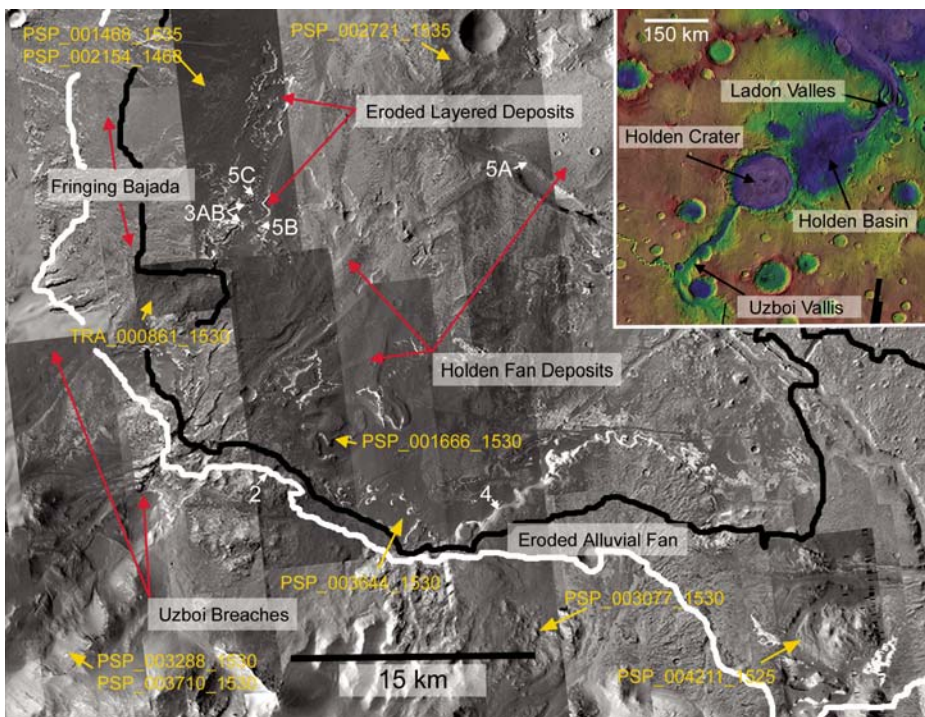 PSP_001468_1535
PSP_002154_1468
PSP_002721_1535
150 km
Ladon Valles
Eroded Layered Deposits
Holden Crater
5A
5C
Fringing Bajada
3AB
5B
Holden Basin
Uzboi Vallis
TRA_000861_1530
Holden Fan Deposits
PSP_001666_1530
2
4
Eroded Alluvial Fan
PSP_003644_1530
PSP_003077_1530
Uzboi Breaches
PSP_003288_1530
PSP_003710_1530
15 km
PSP_004211_1525